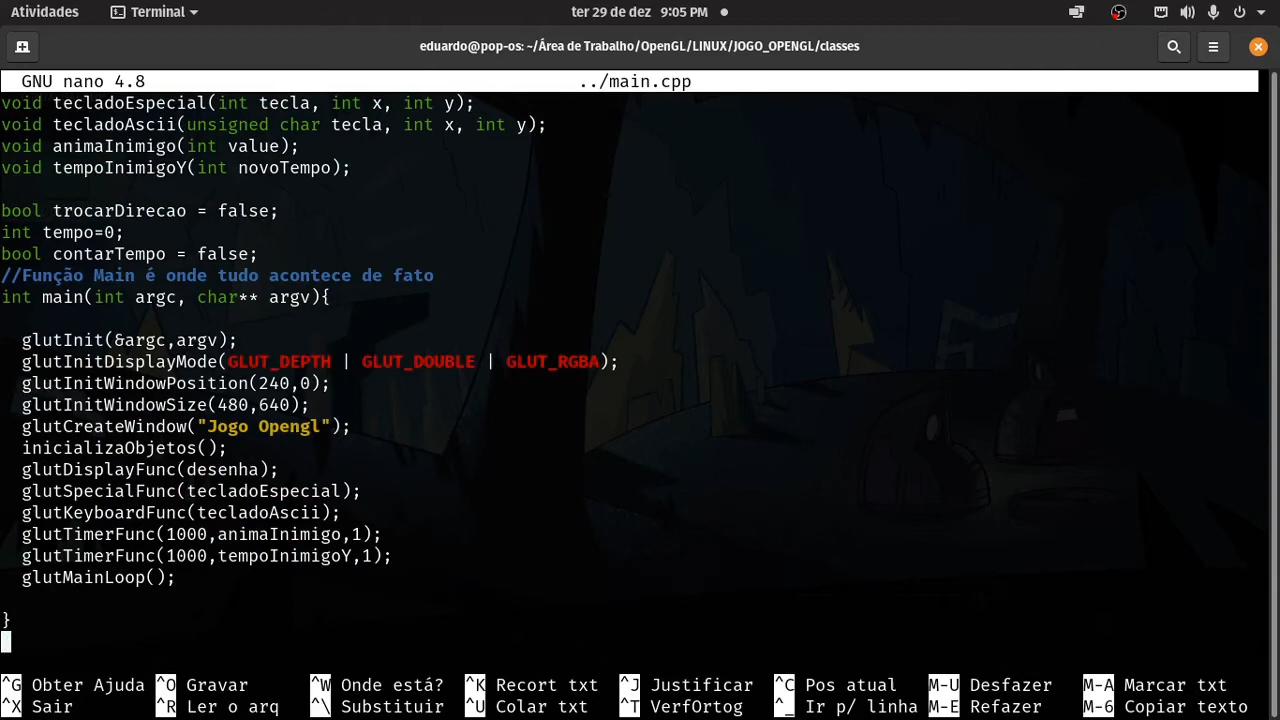 Atividades Terminal ter 29 de dez 9:05 PM
eduardo@pop-os: ~/Área de Trabalho/OpenGL/LINUX/JOGO_OPENGL/classes
GNU nano 4.8 ../main.cpp
void tecladoEspecial(int tecla, int x, int y);
void tecladoAscii(unsigned char tecla, int x, int y);
void animaInimigo(int value);
void tempoInimigoY(int novoTempo);
bool trocarDirecao = false;
int tempo=0;
bool contarTempo = false;
//Função Main é onde tudo acontece de fato
int main(int argc, char** argv){
glutInit(&argc,argv);
glutInitDisplayMode(GLUT_DEPTH | GLUT_DOUBLE | GLUT_RGBA);
glutInitWindowPosition(240,0);
glutInitWindowSize(480,640);
glutCreateWindow("Jogo Opengl");
inicializaObjetos();
glutDisplayFunc(desenha);
glutSpecialFunc(tecladoEspecial);
glutKeyboardFunc(tecladoAscii);
glutTimerFunc(1000,animaInimigo,1);
glutTimerFunc(1000,tempoInimigoY,1);
glutMainLoop();
}
^G Obter Ajuda ^O Gravar ^W Onde está? ^K Recort txt ^J Justificar ^C Pos atual M-U Desfazer M-A Marcar txt
^X Sair ^R Ler o arq ^\ Substituir ^U Colar txt ^T VerfOrtog ^_ Ir p/ linha M-E Refazer M-6 Copiar texto